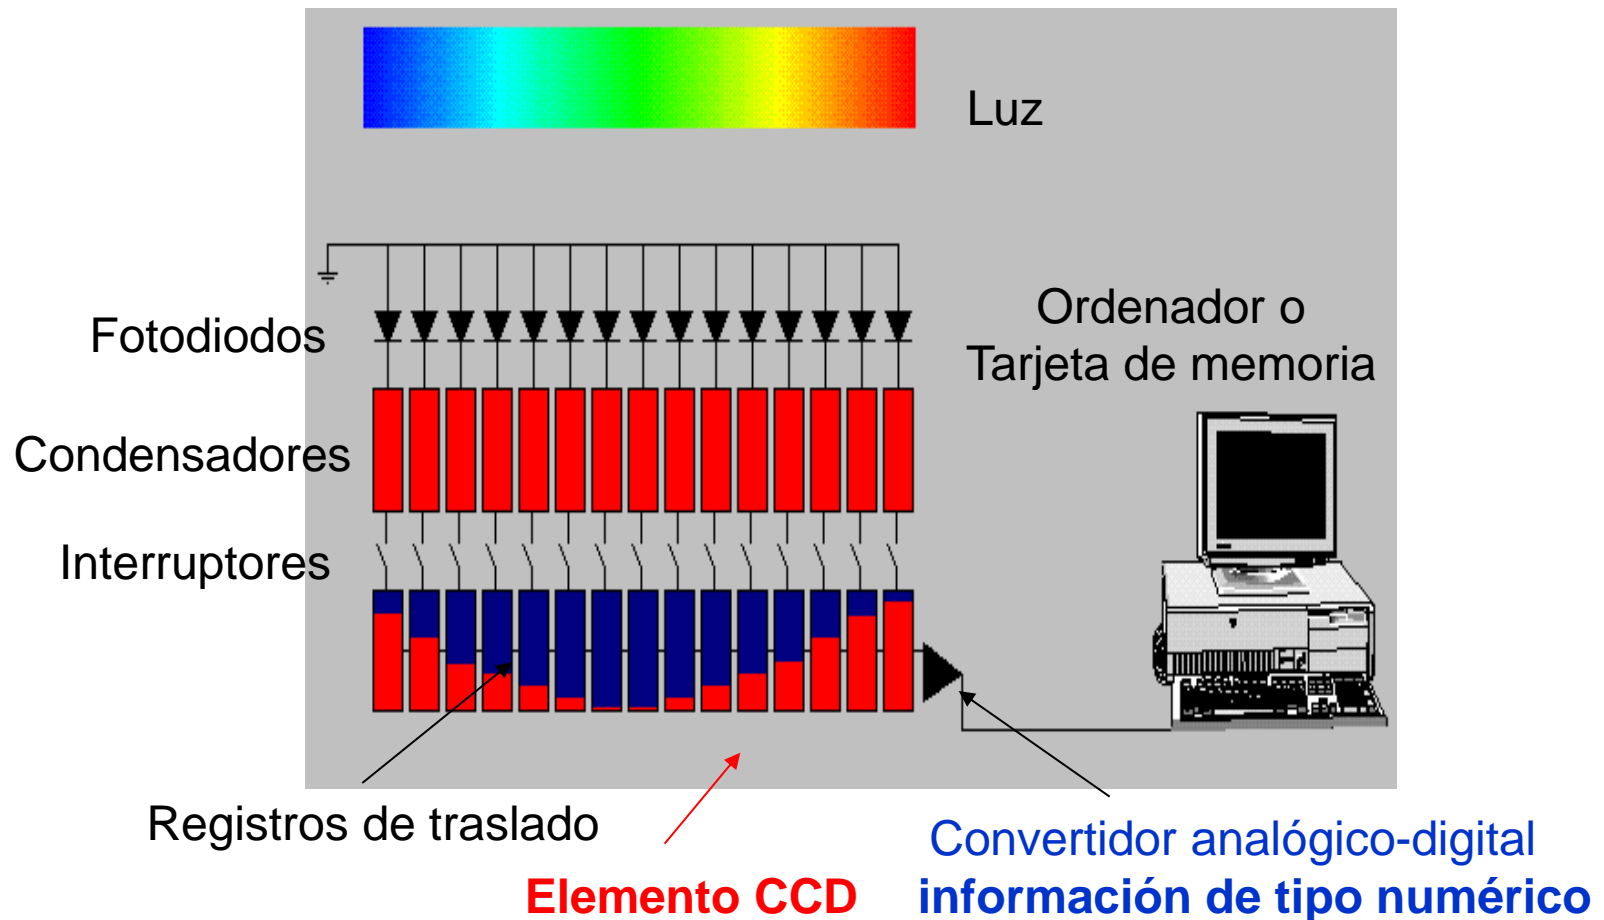 Luz
Fotodiodos
Ordenador o
Tarjeta de memoria
Condensadores
Interruptores
Registros de traslado
Convertidor analógico-digital
Elemento CCD
información de tipo numérico